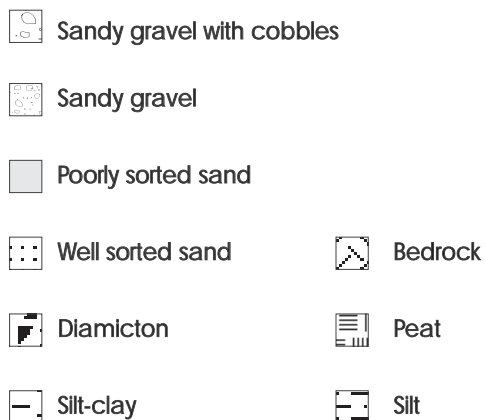 Sandy gravel with cobbles
Sandy gravel
Poorly sorted sand
Well sorted sand
Bedrock
Diamicton
Peat
Silt-clay
Silt